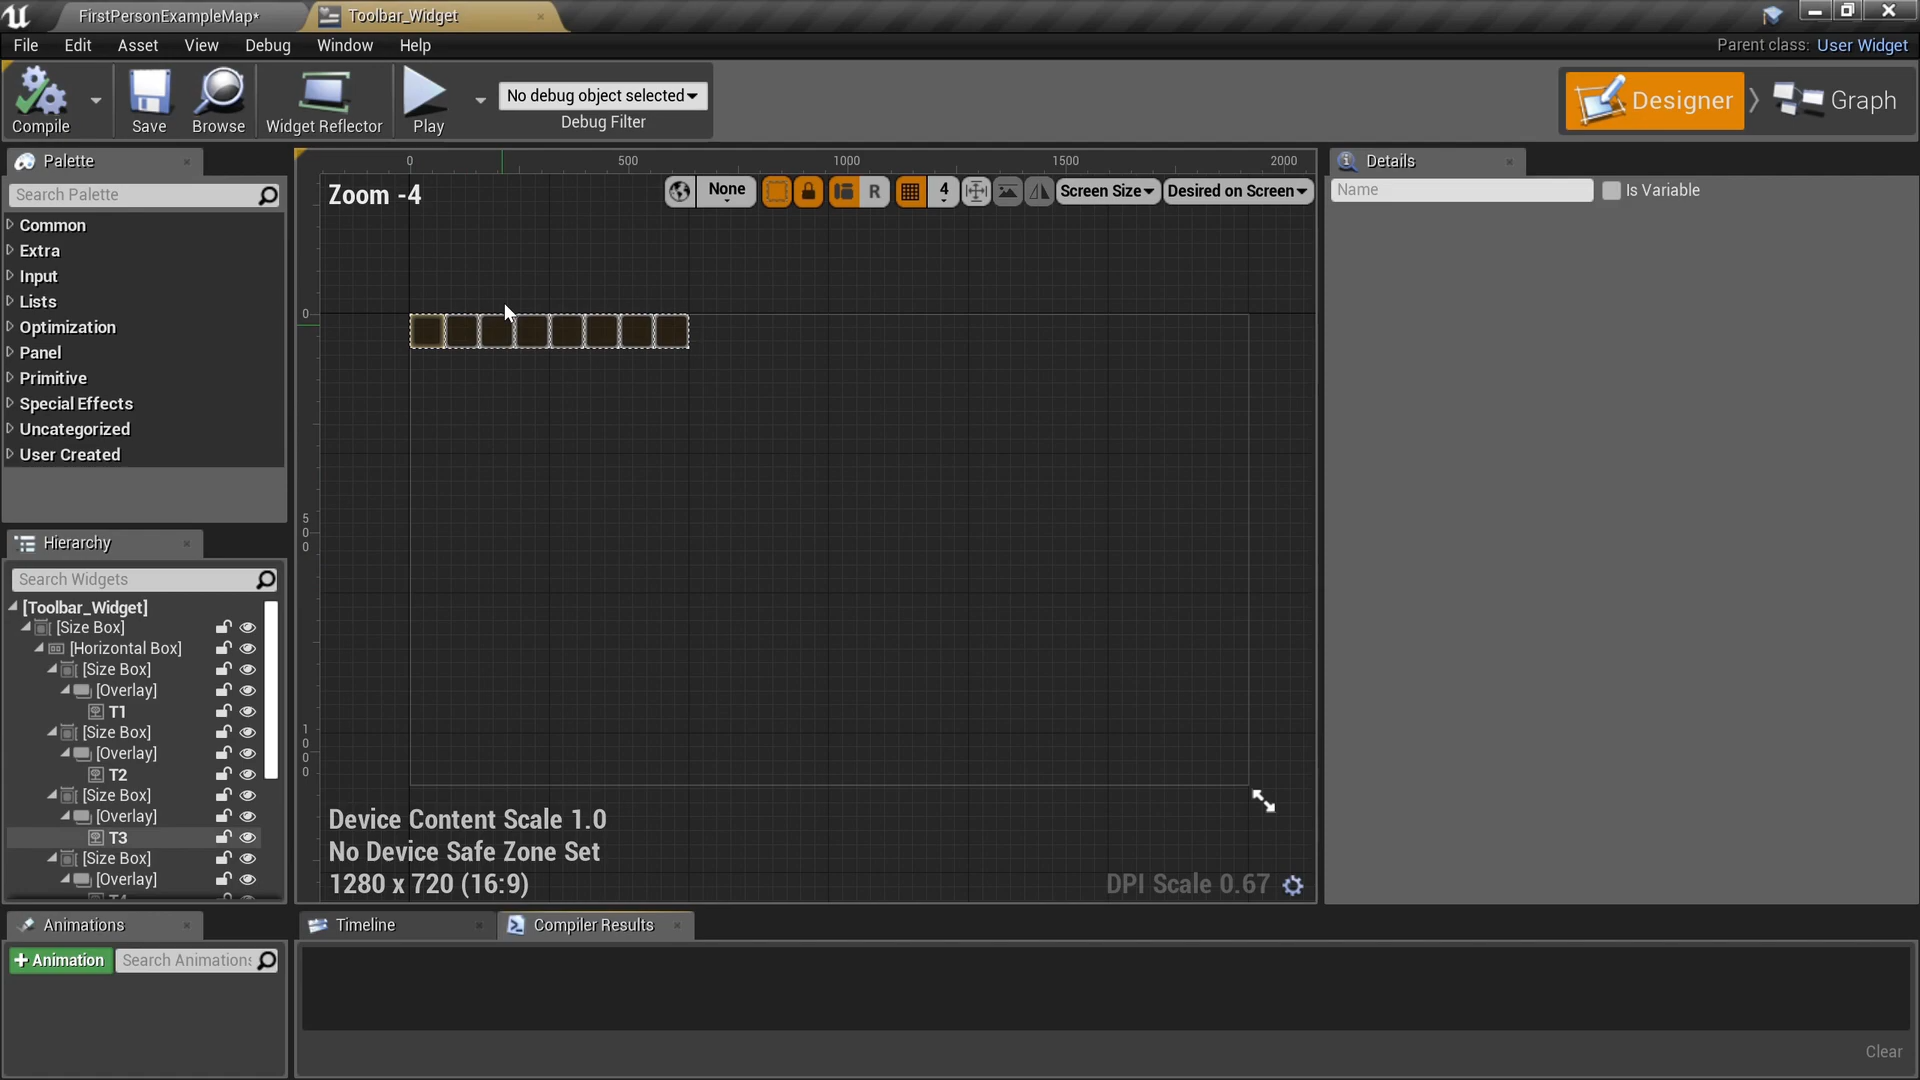 FirstPersonExampleMap*
Toolbar_Widget
File Edit Asset View Debug Window Help
Parent class: User Widget
Compile
Save
Browse
Widget Reflector
Play
No debug object selected
Debug Filter
Designer
Graph
Palette
Search Palette
Common
Extra
Input
Lists
Optimization
Panel
Primitive
Special Effects
Uncategorized
User Created
Hierarchy
Search Widgets
[Toolbar_Widget]
[Size Box]
[Horizontal Box]
[Size Box]
[Overlay]
T1
[Size Box]
[Overlay]
T2
[Size Box]
[Overlay]
T3
[Size Box]
[Overlay]
Animations
+ Animation
Search Animations
0 500 1000 1500 2000
Zoom -4
None
R
4
Screen Size
Desired on Screen
0
500
1000
Device Content Scale 1.0
No Device Safe Zone Set
1280 x 720 (16:9)
DPI Scale 0.67
Details
Name
Is Variable
Timeline
Compiler Results
Clear